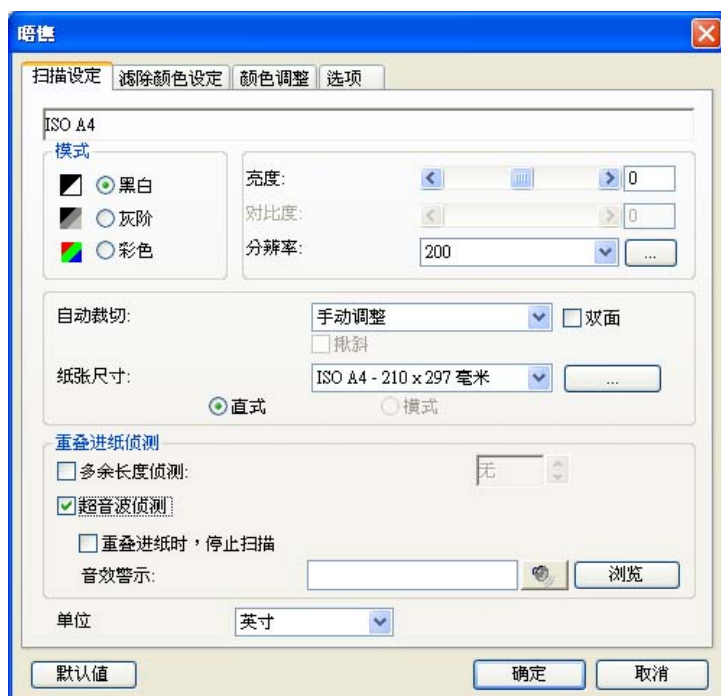 晤橅
扫描设定 滤除颜色设定 颜色调整 选项
ISO A4
模式
黑白
灰阶
彩色
亮度: 0
对比度: 0
分辨率: 200 ...
自动裁切: 手动调整 双面
揪斜
纸张尺寸: ISO A4 - 210 x 297 毫米 ...
直式 横式
重叠进纸侦测
多余长度侦测: 无
超音波侦测
重叠进纸时，停止扫描
音效警示: 浏览
单位 英寸
默认值 确定 取消